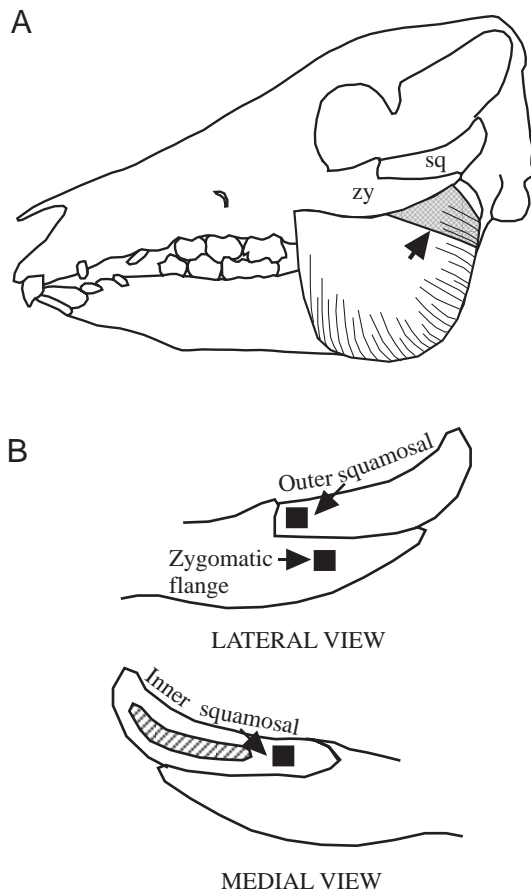 A
sq
zy
B
Outer squamosal
Zygomatic
flange
LATERAL VIEW
Inner squamosal
MEDIAL VIEW